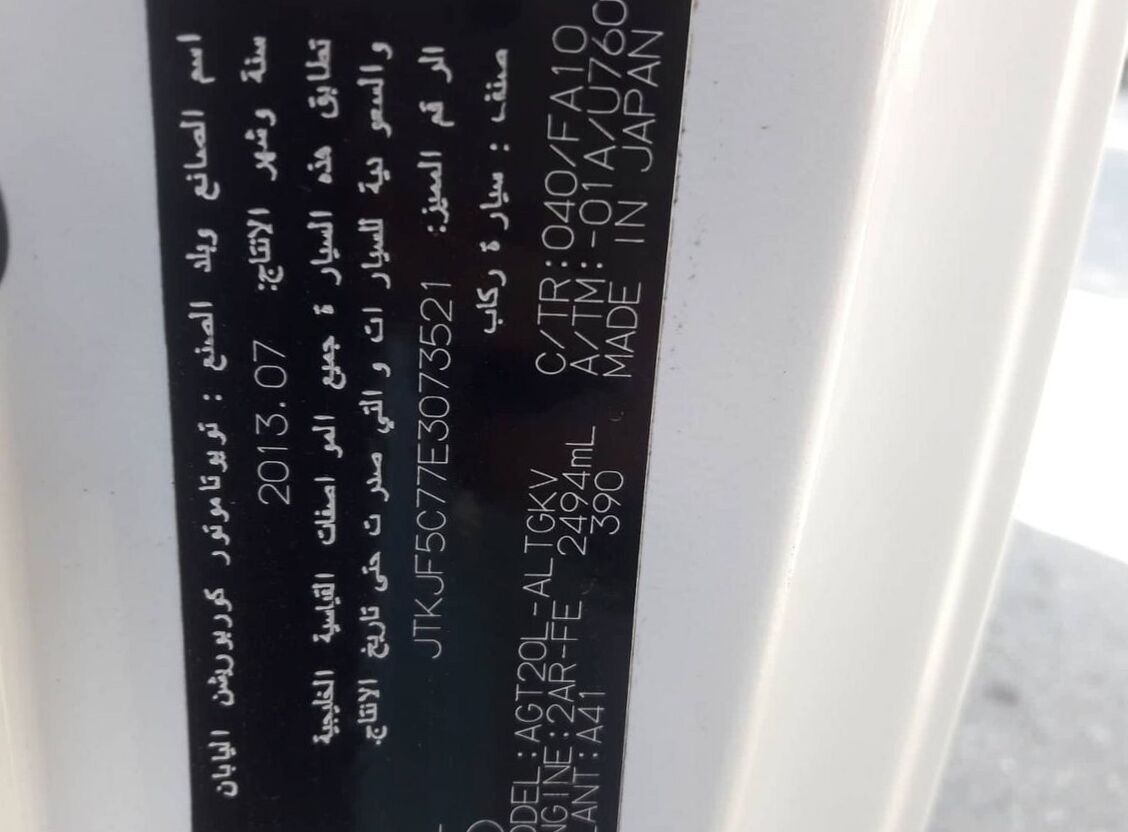 اسم الصانع وبلد الصنع : تويوتا موتور كوربوريشن اليابان
سنة وشهر الانتاج: 2013.07
تطابق هذه السيارة جميع المواصفات القياسية الخليجية
والسعودية للسيارات والتي صدرت حتى تاريخ الانتاج.
الرقم المميز: JTKJF5C77E3073521
صنف : سيارة ركاب
ODEL:AGT20L-ALTGKV C/TR:040/FA10
NGINE:2AR-FE 2494mL A/TM:-01A/U760
LANT:A41 390 MADE IN JAPAN